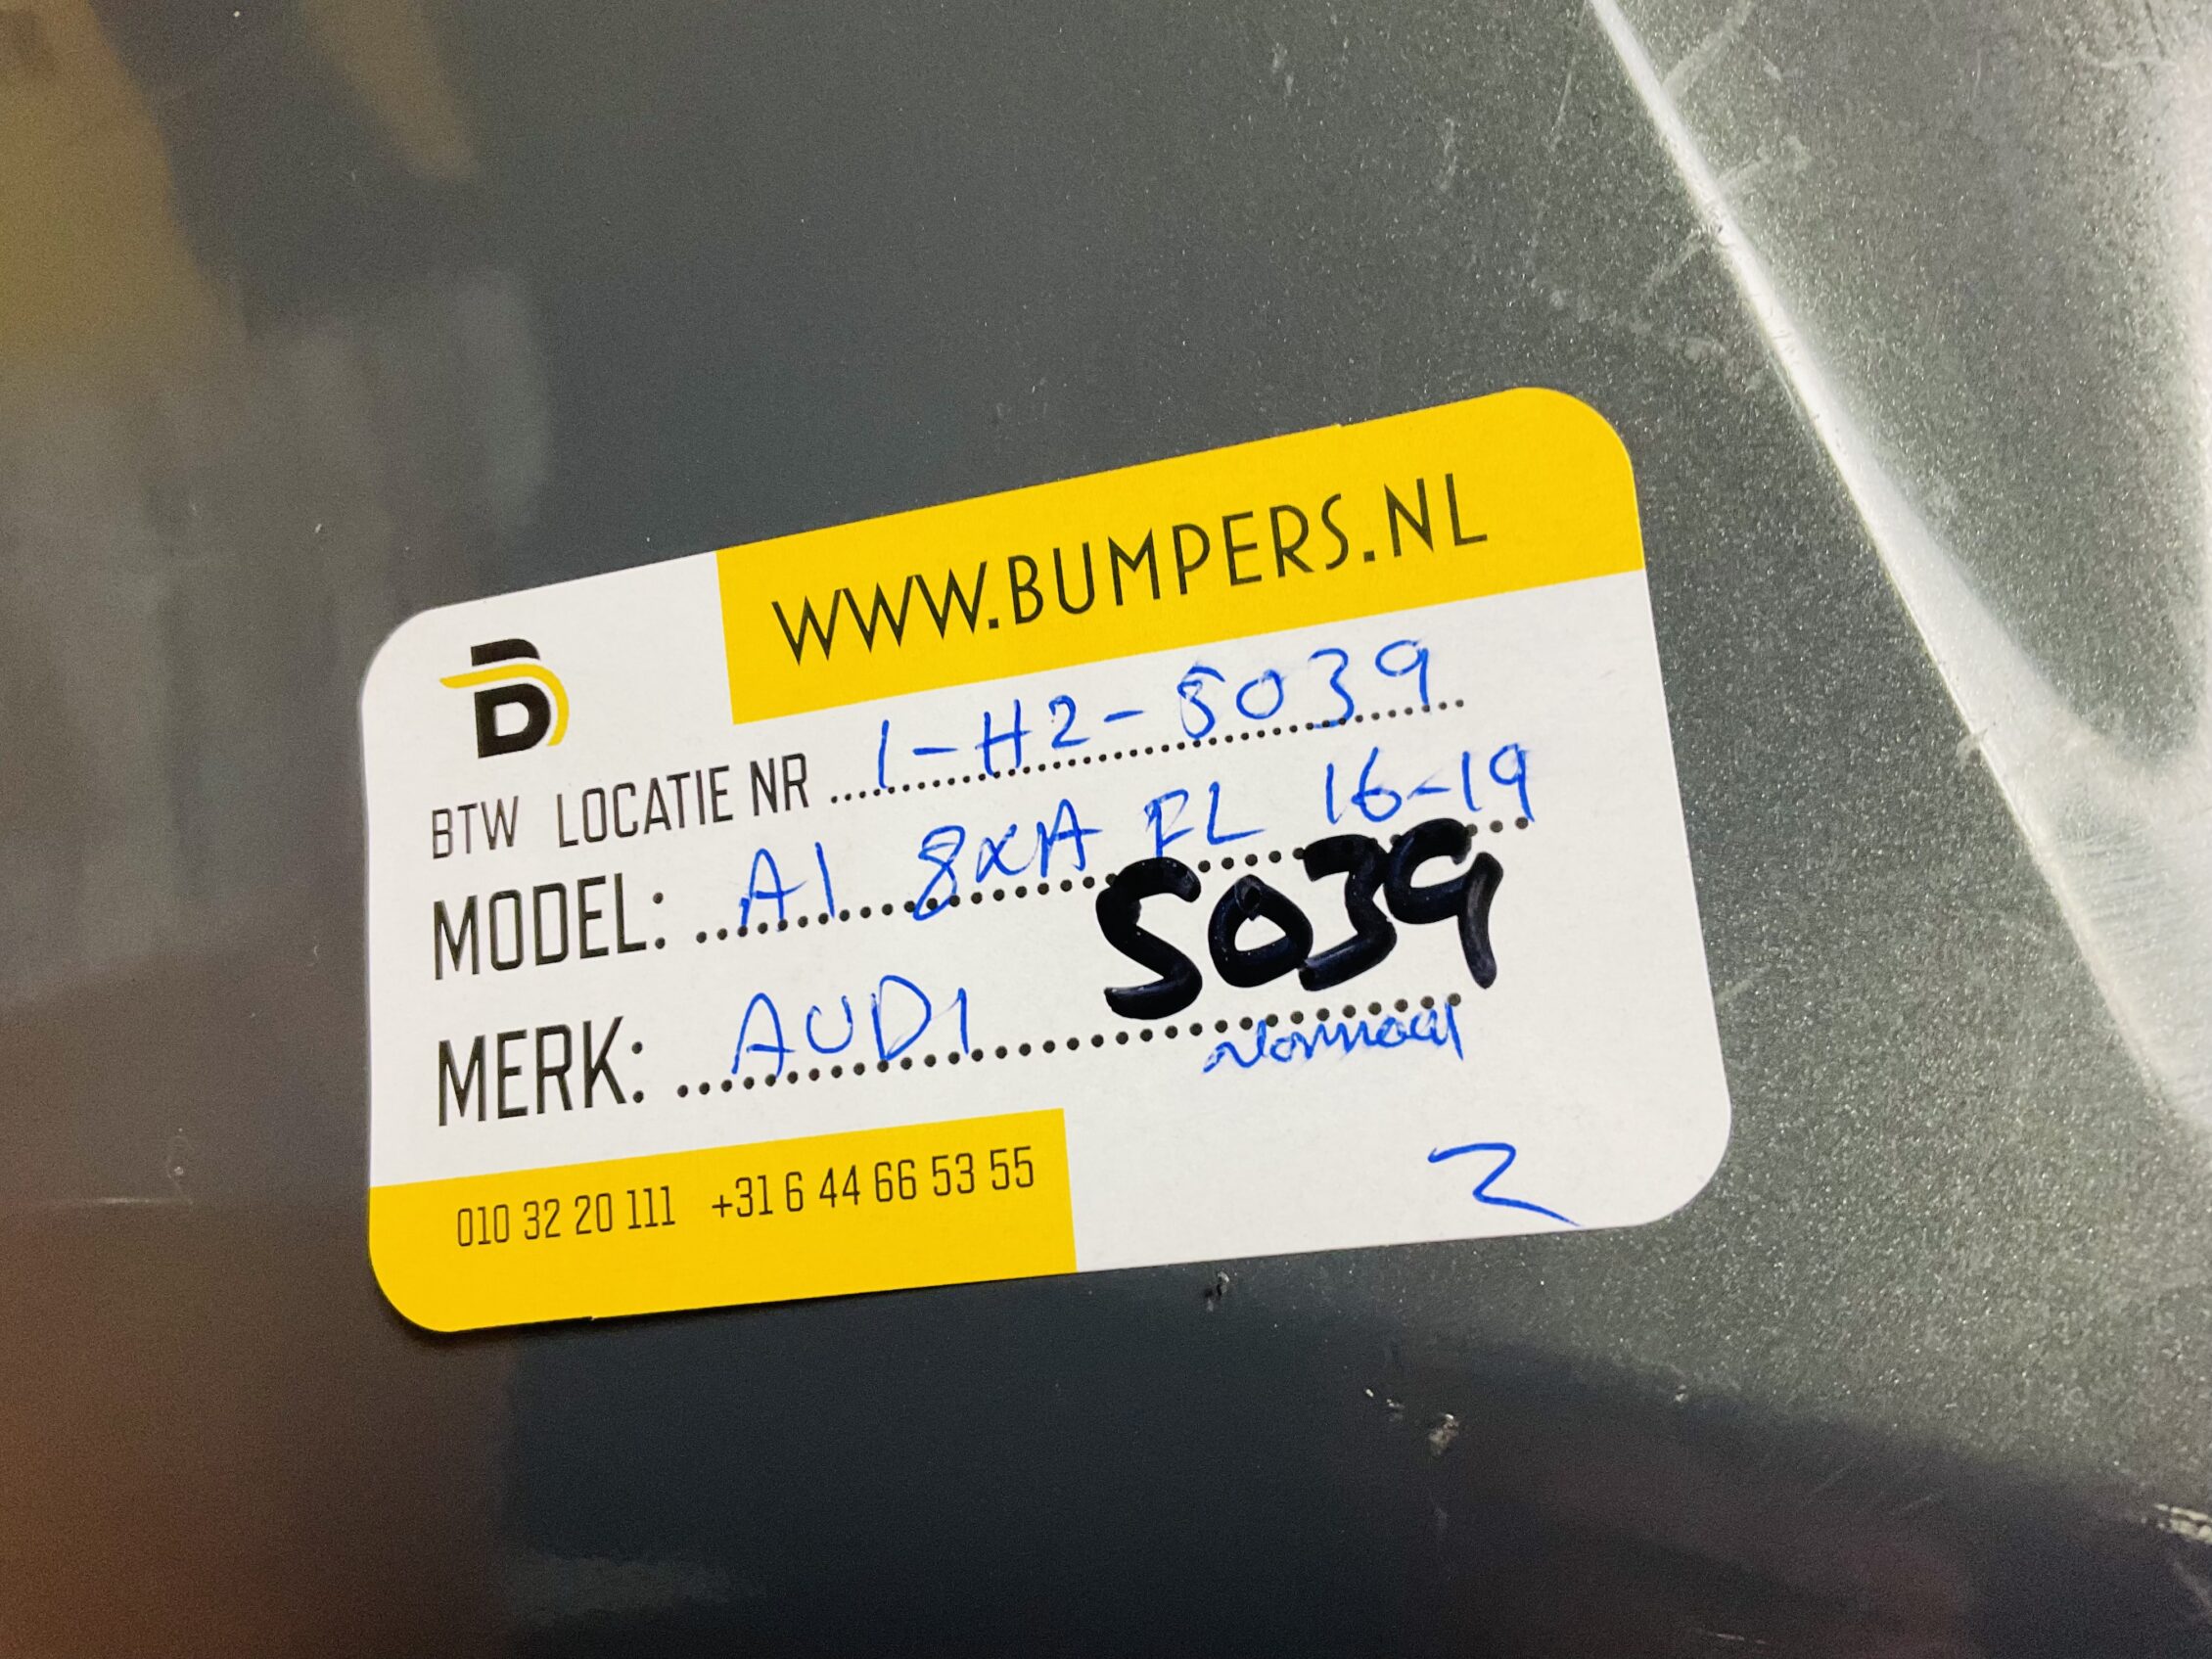 WWW.BUMPERS.NL
BTW LOCATIE NR 1-H2-5039
MODEL: A1 8XA FL 16-19
5039
MERK: AUDI
normaal
2
010 32 20 111 +31 6 44 66 53 55